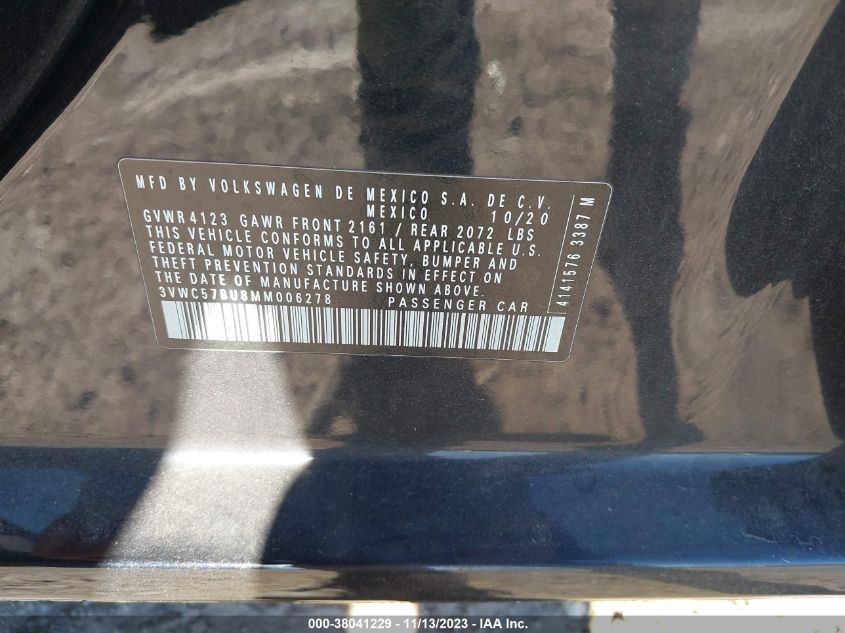 MFD BY VOLKSWAGEN DE MEXICO S.A. DE C.V.
MEXICO 10/20
GVWR 4123 GAWR FRONT 2161 / REAR 2072 LBS
THIS VEHICLE CONFORMS TO ALL APPLICABLE U.S.
FEDERAL MOTOR VEHICLE SAFETY, BUMPER AND
THEFT PREVENTION STANDARDS IN EFFECT ON
THE DATE OF MANUFACTURE SHOWN ABOVE.
3VWC57BU8MM006278 PASSENGER CAR
4141576 3387 M
000-38041229 - 11/13/2023 - IAA Inc.